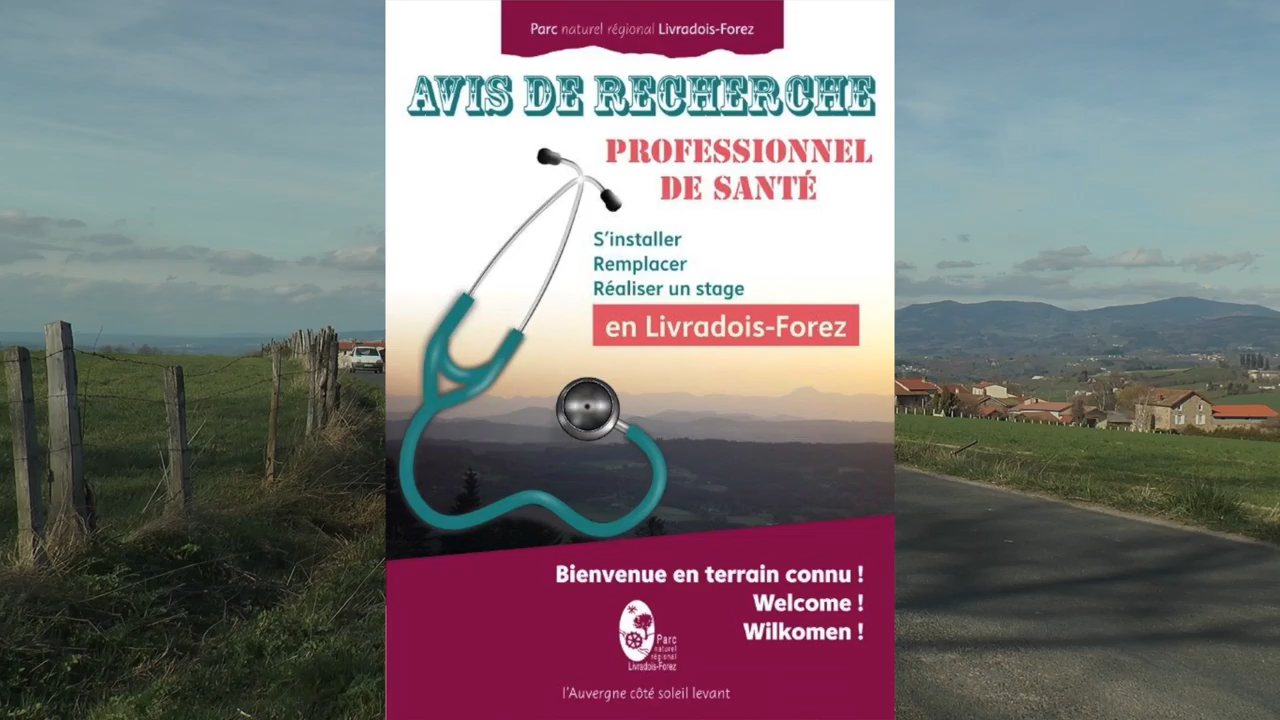 Parc naturel régional Livradois-Forez
AVIS DE RECHERCHE
PROFESSIONNEL
DE SANTÉ
S'installer
Remplacer
Réaliser un stage
en Livradois-Forez
Bienvenue en terrain connu !
Welcome !
Wilkomen !
Parc
naturel
régional
Livradois-Forez
l'Auvergne côté soleil levant